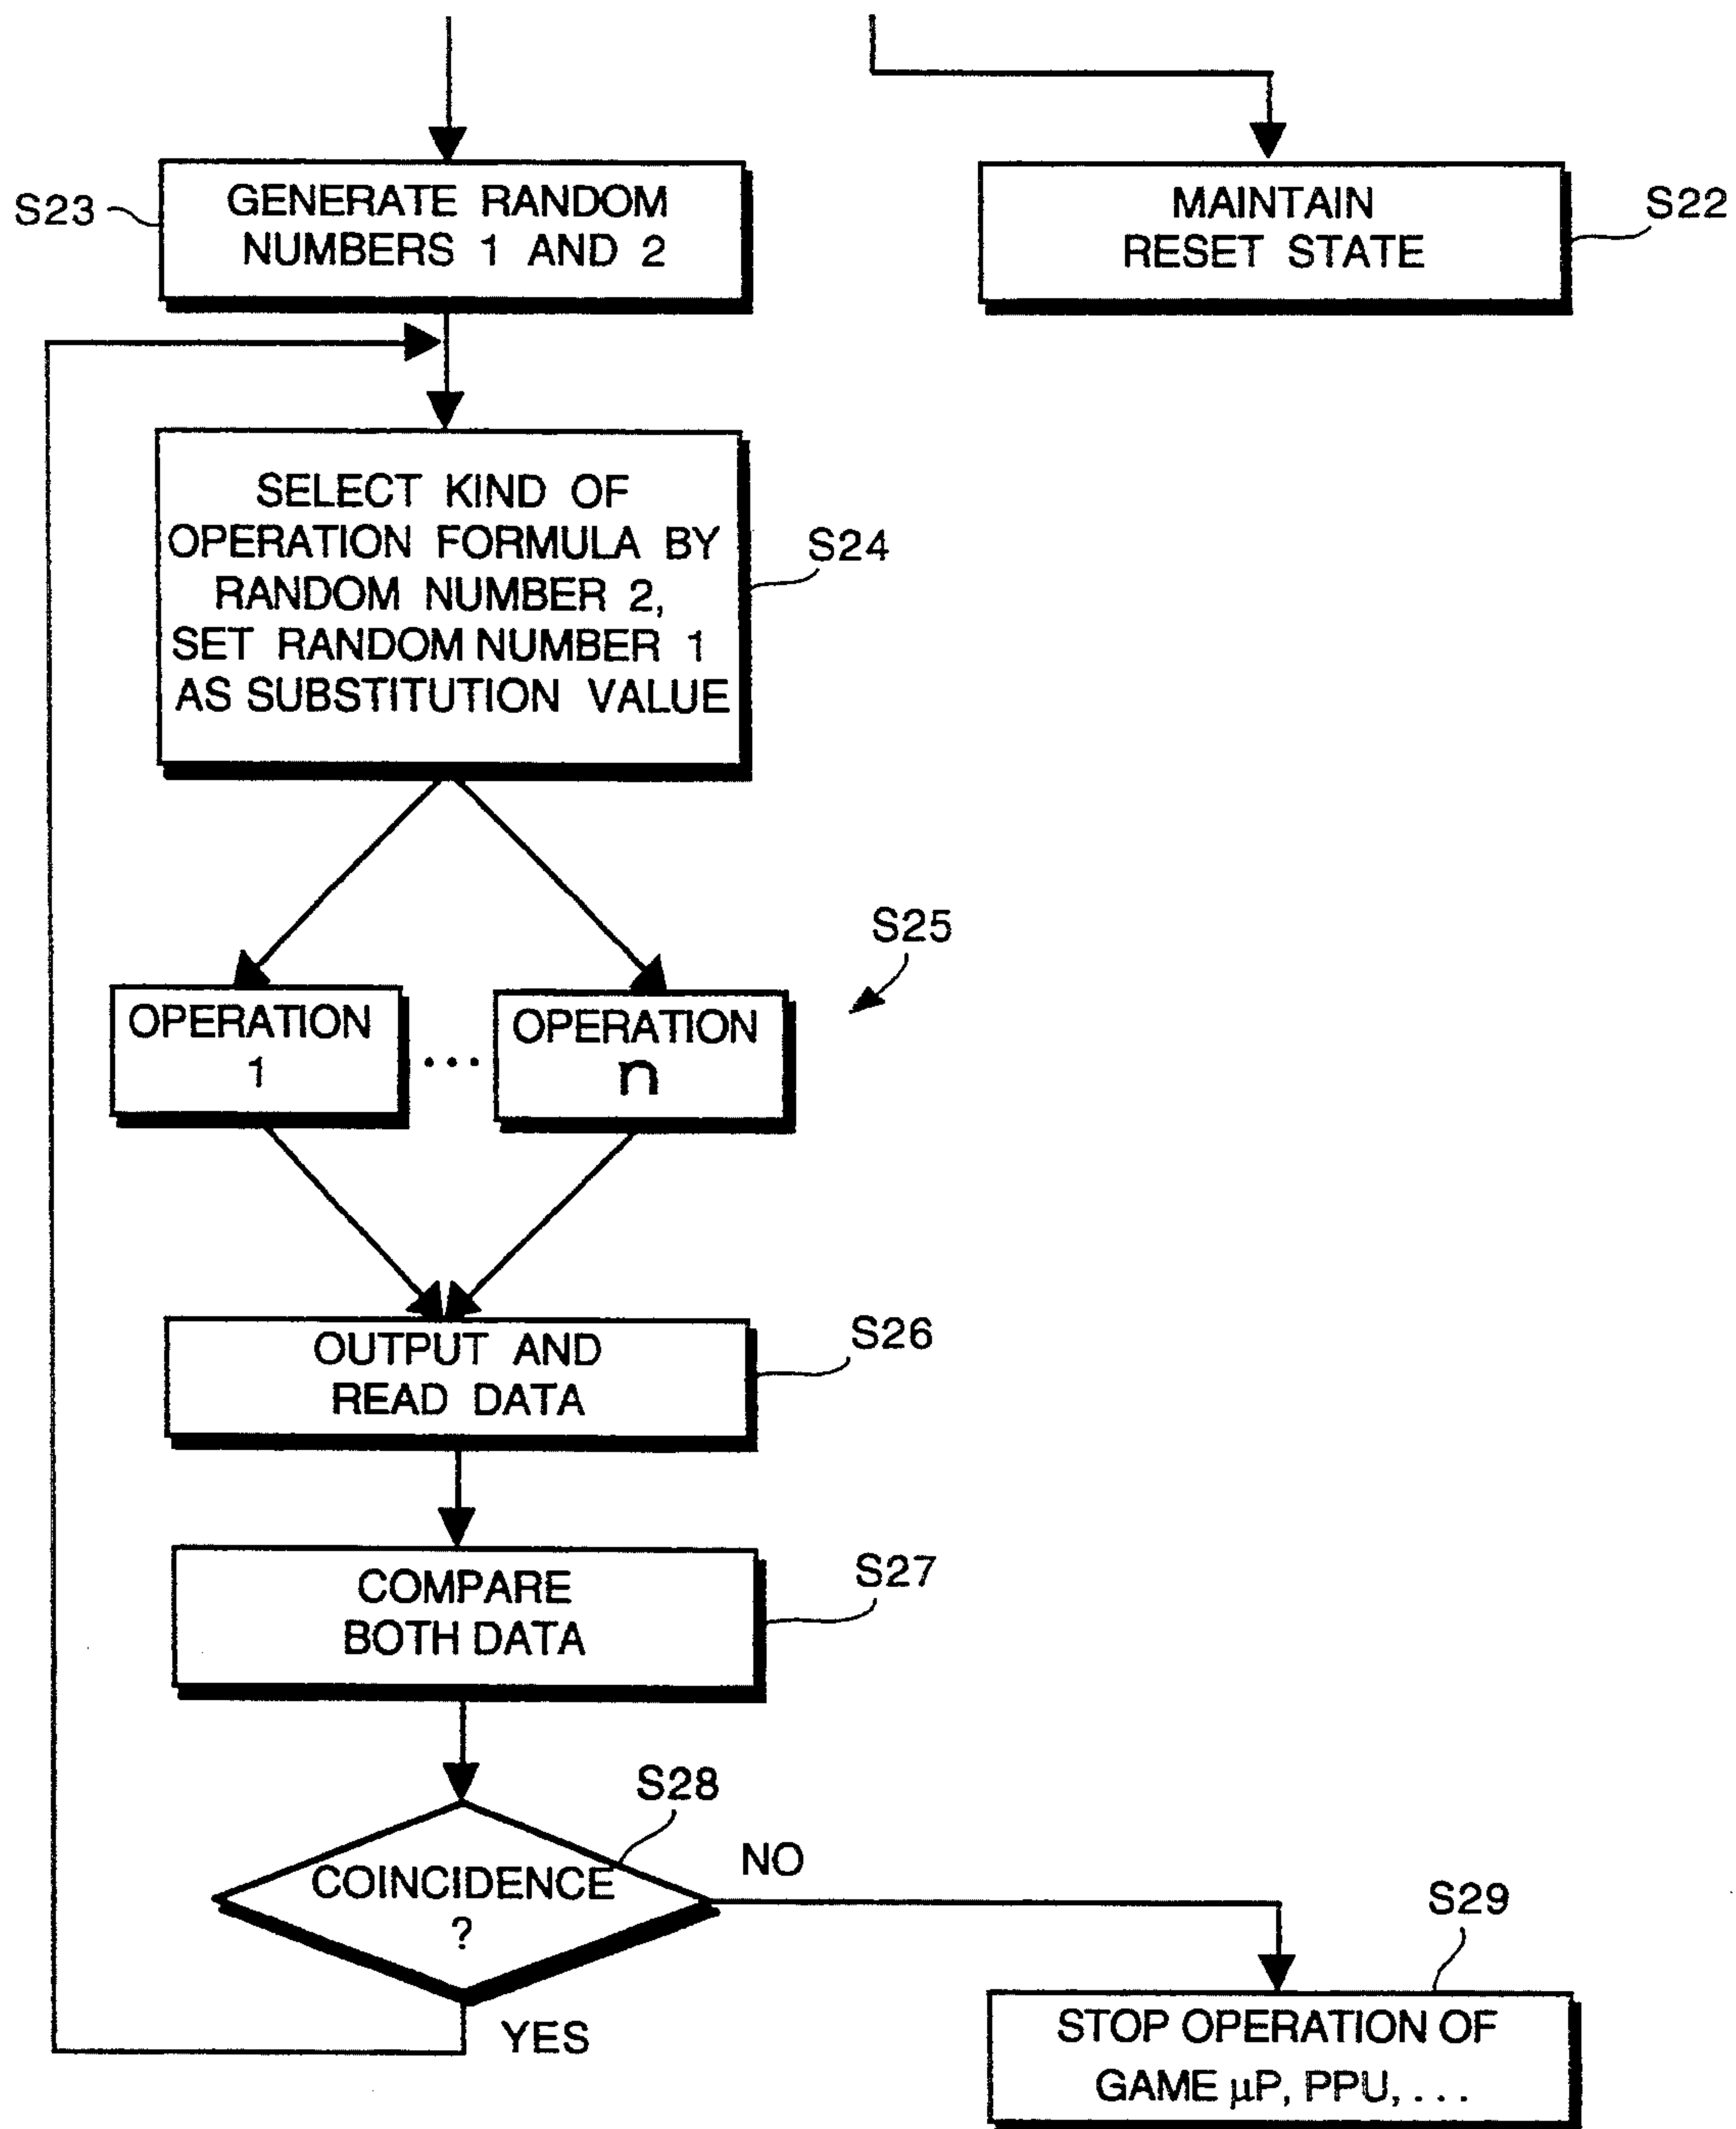 S23
GENERATE RANDOM
NUMBERS 1 AND 2
MAINTAIN
RESET STATE
S22
SELECT KIND OF
OPERATION FORMULA BY
RANDOM NUMBER 2,
SET RANDOM NUMBER 1
AS SUBSTITUTION VALUE
S24
S25
OPERATION
1
...
OPERATION
n
OUTPUT AND
READ DATA
S26
COMPARE
BOTH DATA
S27
S28
COINCIDENCE
?
NO
YES
S29
STOP OPERATION OF
GAME µP, PPU, . . .